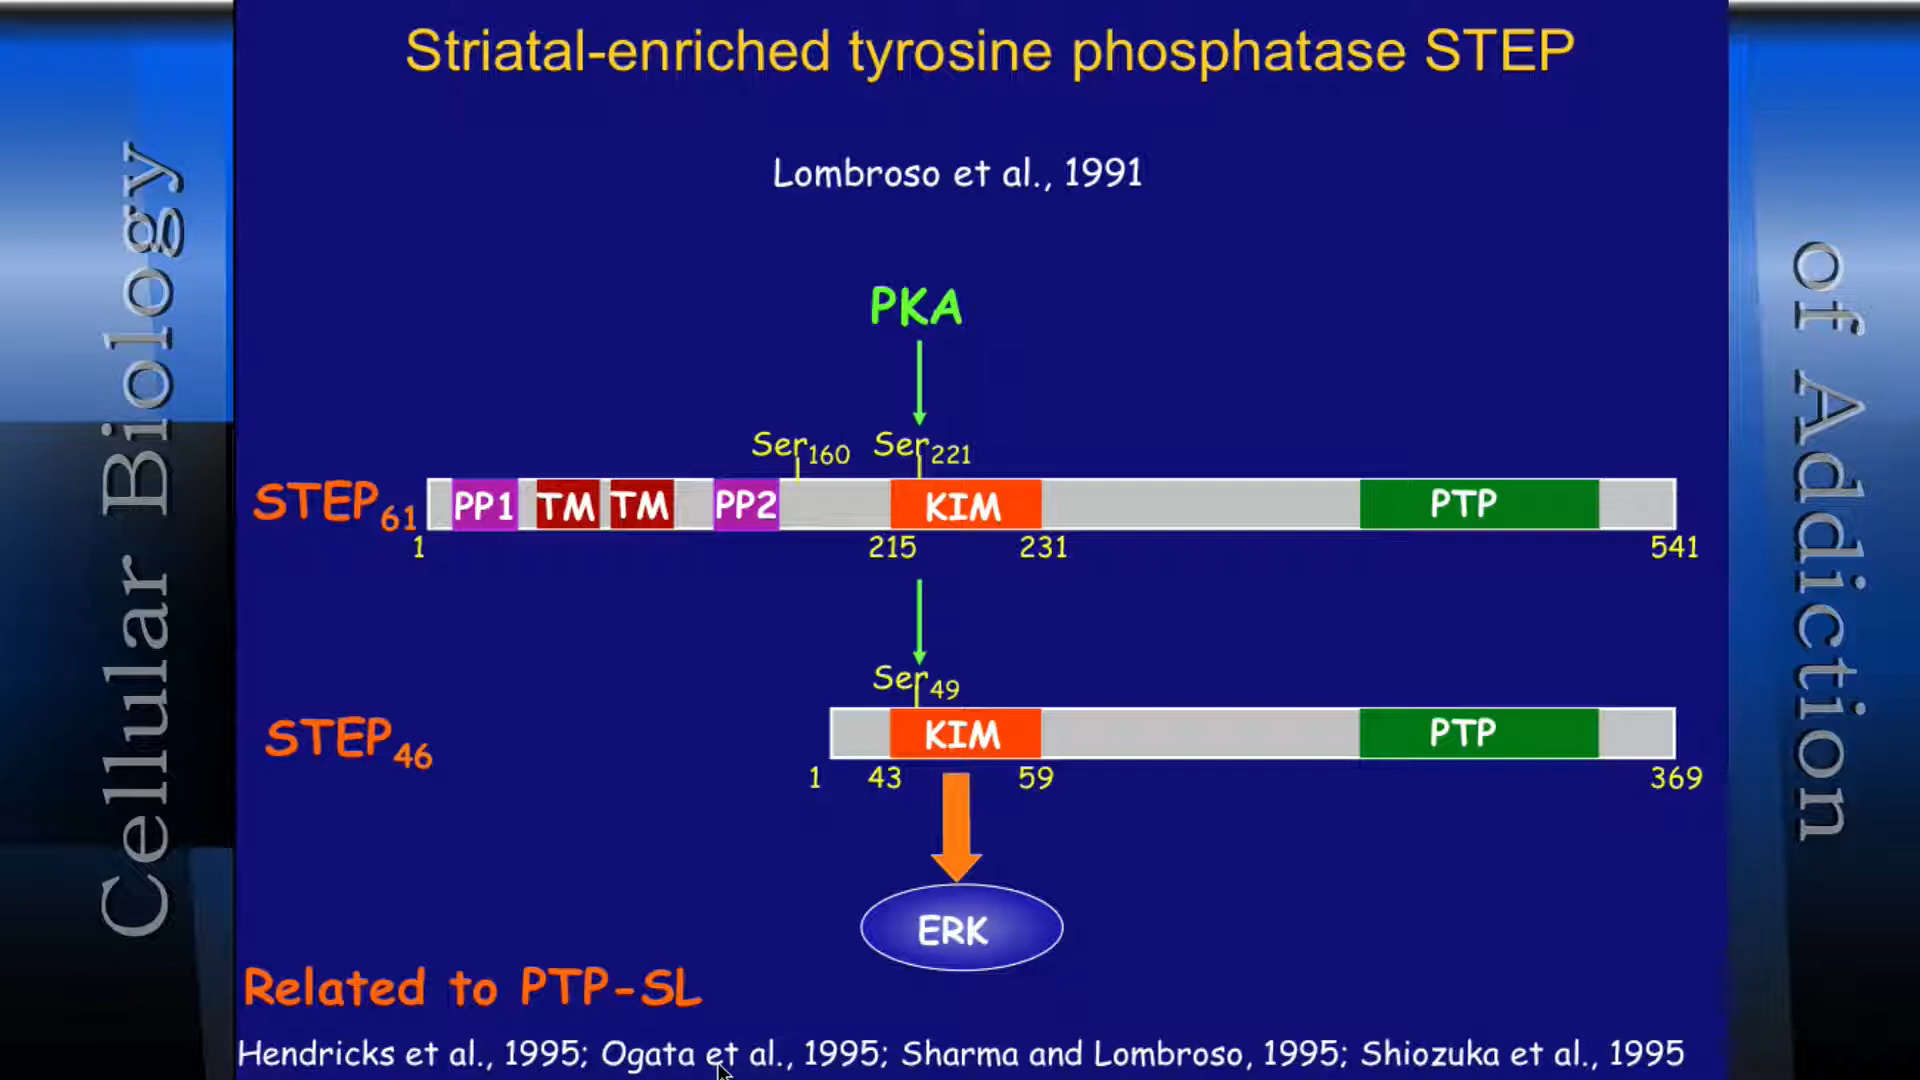 Striatal-enriched tyrosine phosphatase STEP
Lombroso et al., 1991
PKA
Ser160 Ser221
STEP61 PP1 TM TM PP2 KIM PTP
1 215 231 541
Ser49
STEP46 KIM PTP
1 43 59 369
ERK
Related to PTP-SL
Hendricks et al., 1995; Ogata et al., 1995; Sharma and Lombroso, 1995; Shiozuka et al., 1995
Cellular Biology
of Addiction